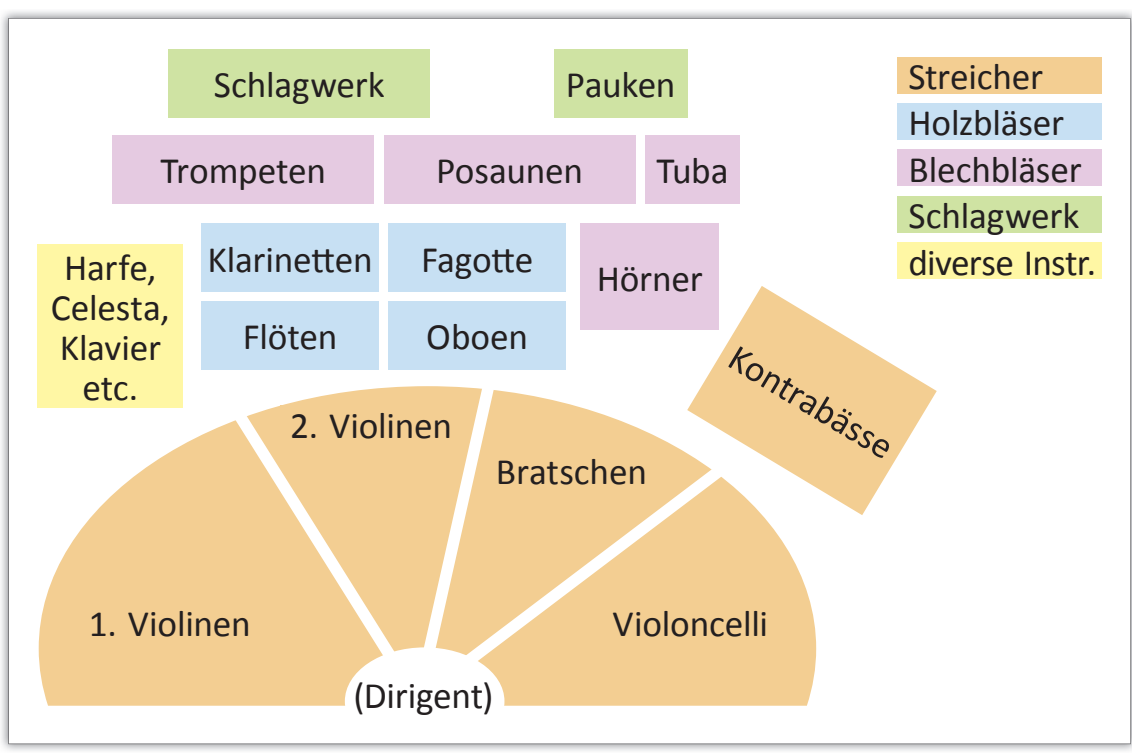 Schlagwerk
Pauken
Trompeten
Posaunen
Tuba
Klarinetten
Fagotte
Hörner
Harfe,
Celesta,
Klavier
etc.
Flöten
Oboen
Kontrabässe
1. Violinen
2. Violinen
Bratschen
Violoncelli
(Dirigent)
Streicher
Holzbläser
Blechbläser
Schlagwerk
diverse Instr.